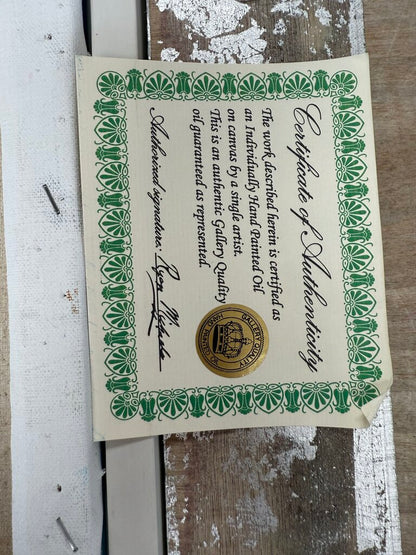 Certificate of Authenticity
The work described herein is certified as
an Individually Hand Painted Oil
on canvas by a single artist.
This is an authentic Gallery Quality
oil guaranteed as represented.
GALLERY QUALITY
Authorized signature: